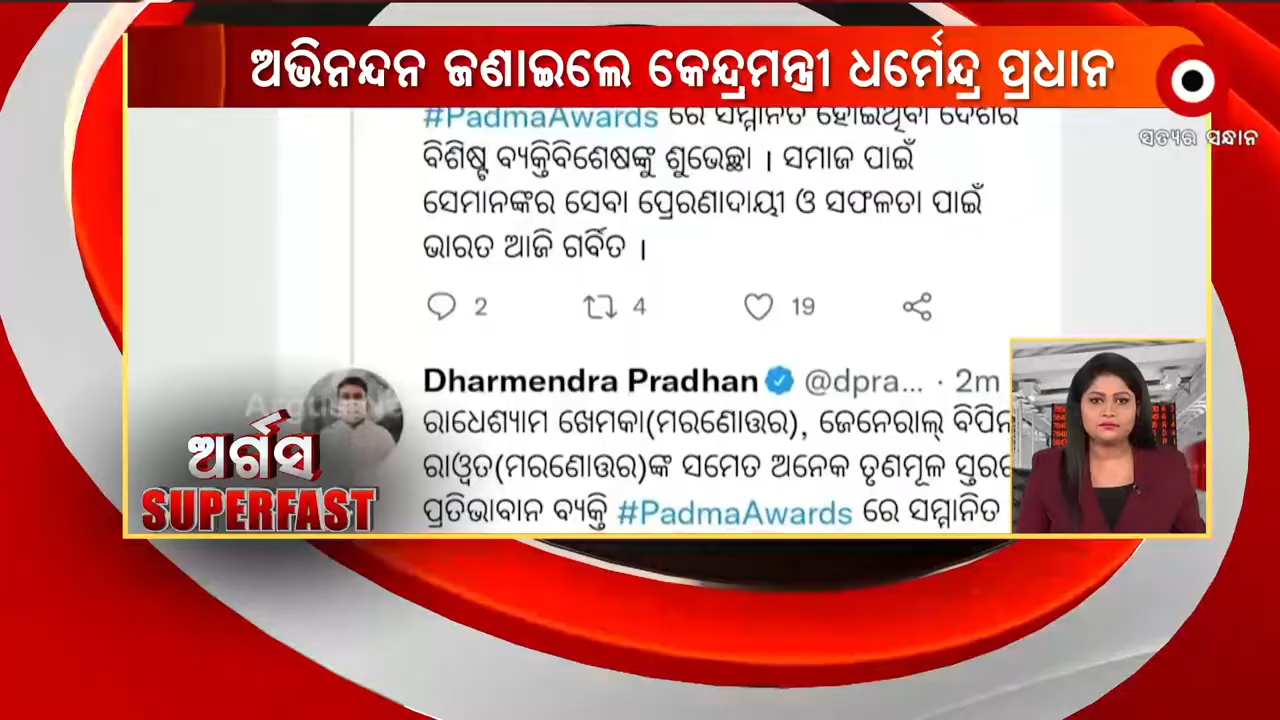 ଅଭିନନ୍ଦନ ଜଣାଇଲେ କେନ୍ଦ୍ରମନ୍ତ୍ରୀ ଧର୍ମେନ୍ଦ୍ର ପ୍ରଧାନ
ସତ୍ୟର ସନ୍ଧାନ
#PadmaAwards ରେ ସମ୍ମାନିତ ହୋଇଥିବା ଦେଶର
ବିଶିଷ୍ଟ ବ୍ୟକ୍ତିବିଶେଷଙ୍କୁ ଶୁଭେଚ୍ଛା । ସମାଜ ପାଇଁ
ସେମାନଙ୍କର ସେବା ପ୍ରେରଣାଦାୟୀ ଓ ସଫଳତା ପାଇଁ
ଭାରତ ଆଜି ଗର୍ବିତ ।
2 4 19
Dharmendra Pradhan @dpra... · 2m
ରାଧେଶ୍ୟାମ ଖେମକା(ମରଣୋତ୍ତର), ଜେନେରାଲ୍ ବିପିନ
ରାୱତ(ମରଣୋତ୍ତର)ଙ୍କ ସମେତ ଅନେକ ତୃଣମୂଳ ସ୍ତରର
ପ୍ରତିଭାବାନ ବ୍ୟକ୍ତି #PadmaAwards ରେ ସମ୍ମାନିତ
ଅର୍ଗସ
SUPERFAST